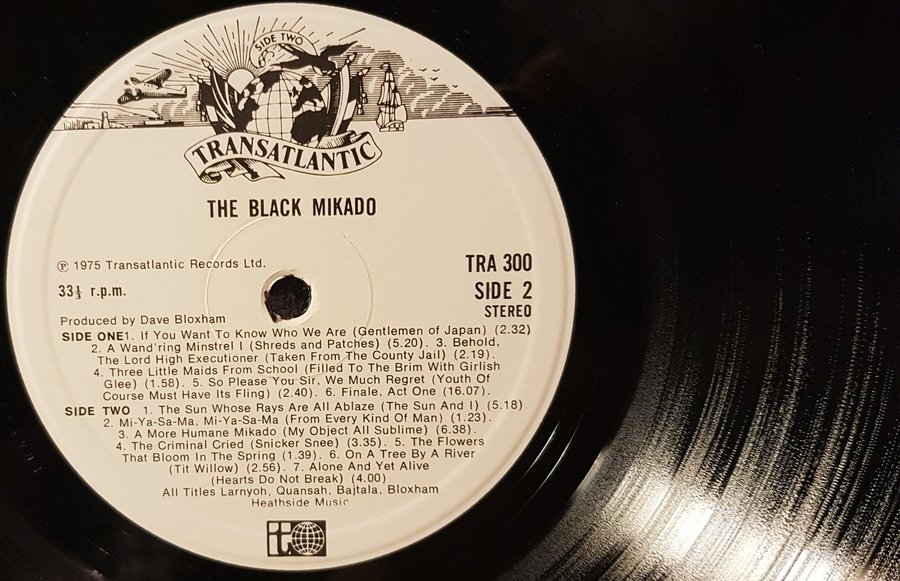 SIDE TWO
TRANSATLANTIC
THE BLACK MIKADO
℗ 1975 Transatlantic Records Ltd.
33⅓ r.p.m.
TRA 300
SIDE 2
STEREO
Produced by Dave Bloxham
SIDE ONE 1. If You Want To Know Who We Are (Gentlemen of Japan) (2.32)
2. A Wand'ring Minstrel I (Shreds and Patches) (5.20). 3. Behold,
The Lord High Executioner (Taken From The County Jail) (2.19).
4. Three Little Maids From School (Filled To The Brim With Girlish
Glee) (1.58). 5. So Please You Sir, We Much Regret (Youth Of
Course Must Have Its Fling) (2.40). 6. Finale, Act One (16.07).
SIDE TWO 1. The Sun Whose Rays Are All Ablaze (The Sun And I) (5.18).
2. Mi-Ya-Sa-Ma, Mi-Ya-Sa-Ma (From Every Kind Of Man) (1.23).
3. A More Humane Mikado (My Object All Sublime) (6.38).
4. The Criminal Cried (Snicker Snee) (3.35). 5. The Flowers
That Bloom In The Spring (1.39). 6. On A Tree By A River
(Tit Willow) (2.56). 7. Alone And Yet Alive
(Hearts Do Not Break) (4.00)
All Titles Larnyoh, Quansah, Bajtala, Bloxham
Heathside Music
it